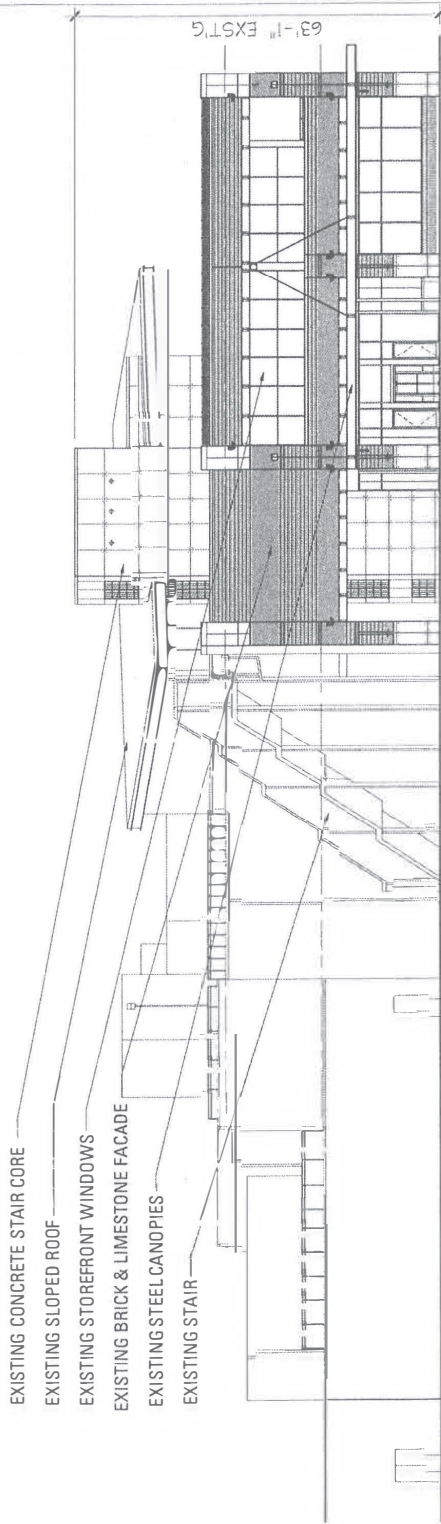 EXISTING CONCRETE STAIR CORE
EXISTING SLOPED ROOF
EXISTING STOREFRONT WINDOWS
EXISTING BRICK & LIMESTONE FACADE
EXISTING STEEL CANOPIES
EXISTING STAIR
63'-1" EXST'G